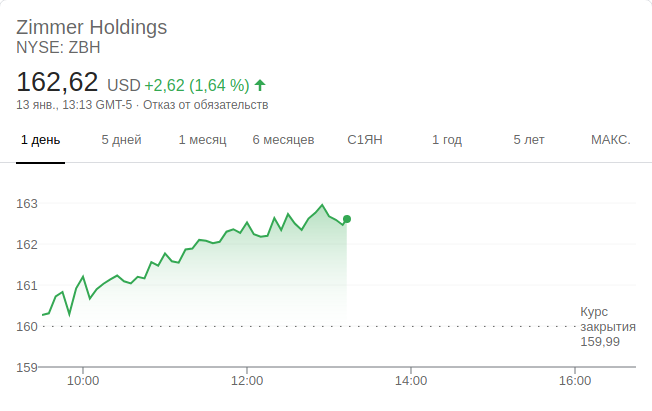 Zimmer Holdings
NYSE: ZBH
162,62 USD +2,62 (1,64 %)
13 янв., 13:13 GMT-5 · Отказ от обязательств
1 день 5 дней 1 месяц 6 месяцев С1ЯН 1 год 5 лет МАКС.
163
162
161
160
159
Курс
закрытия
159,99
10:00 12:00 14:00 16:00